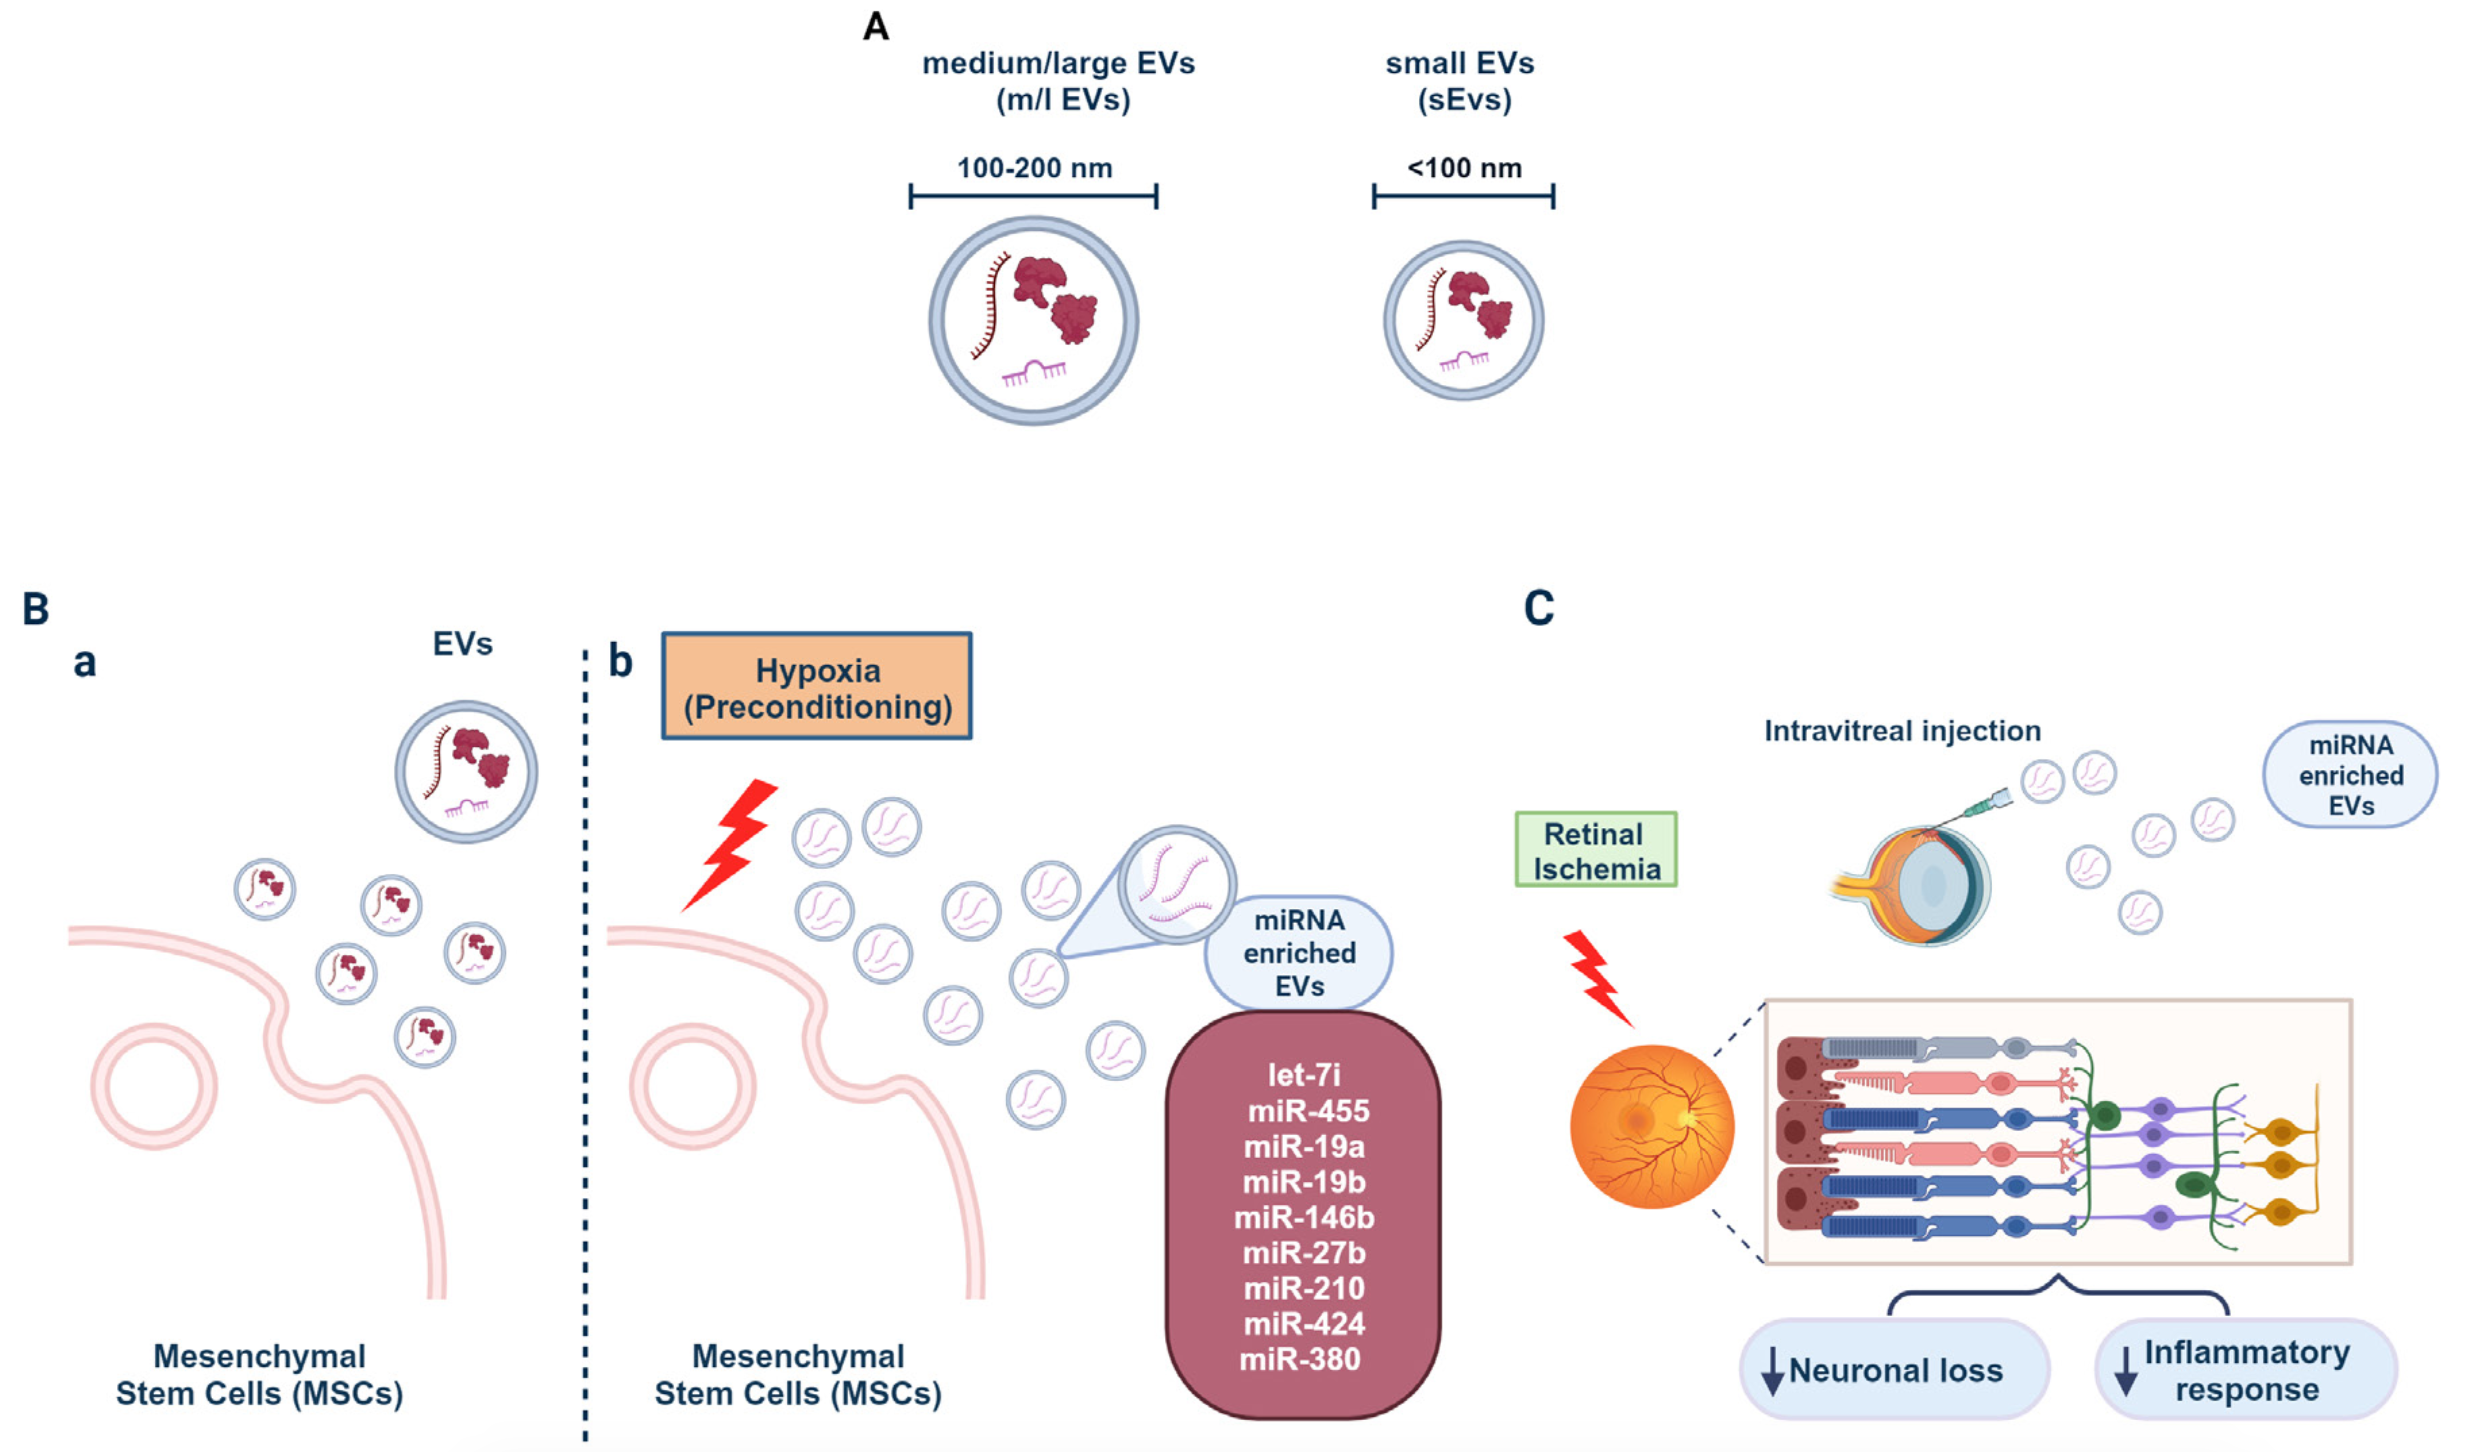 A
medium/large EVs
(m/l EVs)
100-200 nm
small EVs
(sEvs)
<100 nm
B
a
EVs
Mesenchymal
Stem Cells (MSCs)
b
Hypoxia
(Preconditioning)
miRNA
enriched
EVs
let-7i
miR-455
miR-19a
miR-19b
miR-146b
miR-27b
miR-210
miR-424
miR-380
Mesenchymal
Stem Cells (MSCs)
C
Intravitreal injection
miRNA
enriched
EVs
Retinal
Ischemia
↓ Neuronal loss
↓ Inflammatory
response